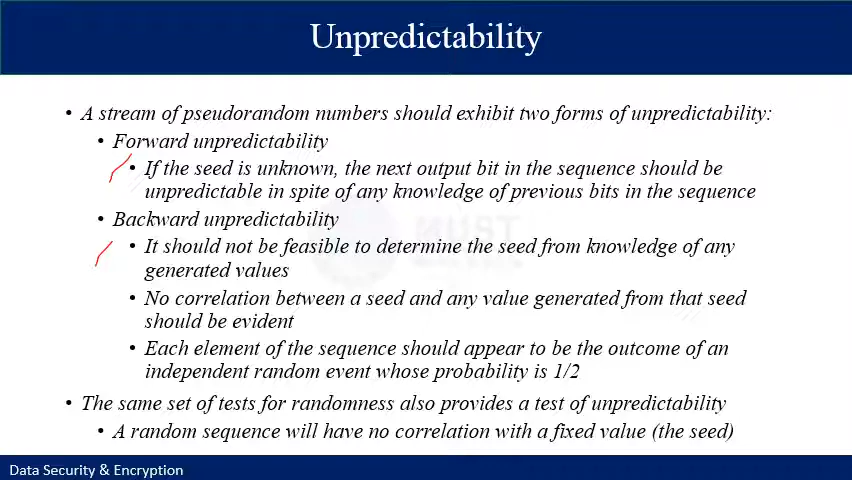 Unpredictability
• A stream of pseudorandom numbers should exhibit two forms of unpredictability:
• Forward unpredictability
• If the seed is unknown, the next output bit in the sequence should be
unpredictable in spite of any knowledge of previous bits in the sequence
• Backward unpredictability
• It should not be feasible to determine the seed from knowledge of any
generated values
• No correlation between a seed and any value generated from that seed
should be evident
• Each element of the sequence should appear to be the outcome of an
independent random event whose probability is 1/2
• The same set of tests for randomness also provides a test of unpredictability
• A random sequence will have no correlation with a fixed value (the seed)
Data Security & Encryption